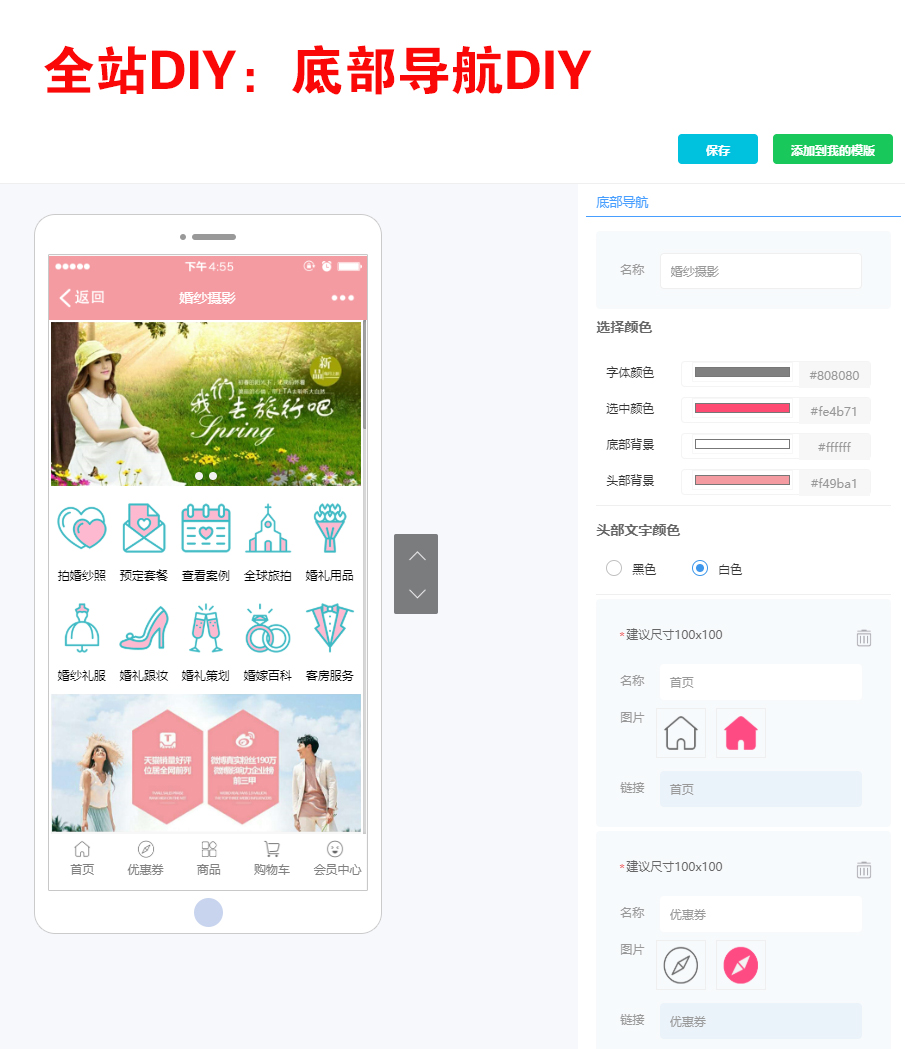 全站DIY：底部导航DIY
保存
添加到我的模版
下午4:55
返回
婚纱摄影
新
品
我们去旅行吧
Spring
拍婚纱照 预定套餐 查看案例 全球旅拍 婚礼用品
婚纱礼服 婚礼跟妆 婚礼策划 婚嫁百科 客房服务
天猫销量好评
位居全网前列
微博真实粉丝190万
微博影响力企业榜
前三甲
首页 优惠券 商品 购物车 会员中心
底部导航
名称 婚纱摄影
选择颜色
字体颜色 #808080
选中颜色 #fe4b71
底部背景 #ffffff
头部背景 #f49ba1
头部文字颜色
黑色 白色
*建议尺寸100x100
名称 首页
图片
链接 首页
*建议尺寸100x100
名称 优惠券
图片
链接 优惠券